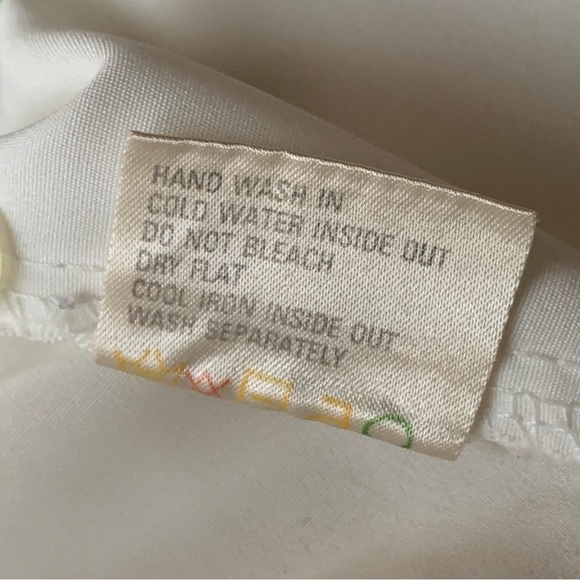 HAND WASH IN
COLD WATER INSIDE OUT
DO NOT BLEACH
DRY FLAT
COOL IRON INSIDE OUT
WASH SEPARATELY